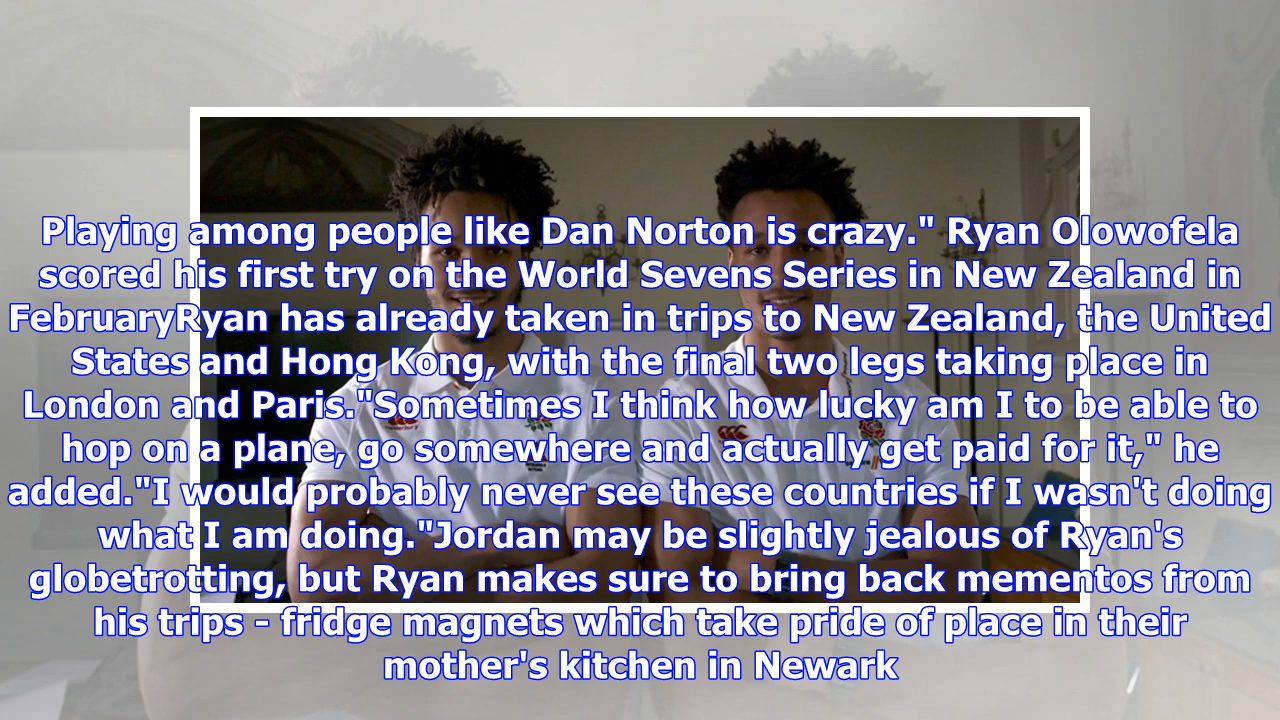 Playing among people like Dan Norton is crazy." Ryan Olowofela
scored his first try on the World Sevens Series in New Zealand in
FebruaryRyan has already taken in trips to New Zealand, the United
States and Hong Kong, with the final two legs taking place in
London and Paris."Sometimes I think how lucky am I to be able to
hop on a plane, go somewhere and actually get paid for it," he
added."I would probably never see these countries if I wasn't doing
what I am doing."Jordan may be slightly jealous of Ryan's
globetrotting, but Ryan makes sure to bring back mementos from
his trips - fridge magnets which take pride of place in their
mother's kitchen in Newark